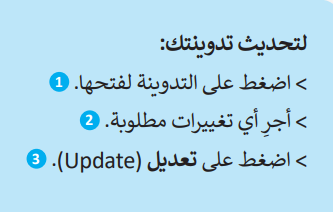 لتحديث تدوينتك:
> اضغط على التدوينة لفتحها. 1
> أجرِ أي تغييرات مطلوبة. 2
> اضغط على تعديل (Update). 3